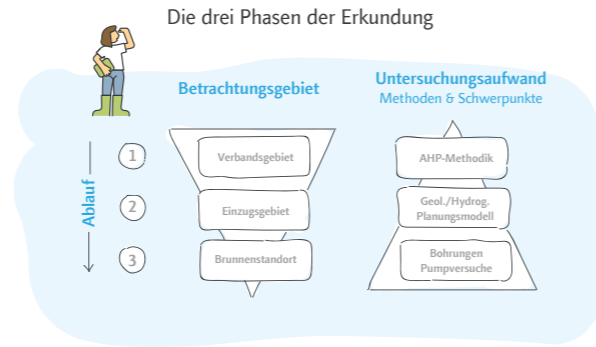 Die drei Phasen der Erkundung
Betrachtungsgebiet
Untersuchungsaufwand
Methoden & Schwerpunkte
Ablauf
1
Verbandsgebiet
AHP-Methodik
2
Einzugsgebiet
Geol./Hydrog.
Planungsmodell
3
Brunnenstandort
Bohrungen
Pumpversuche